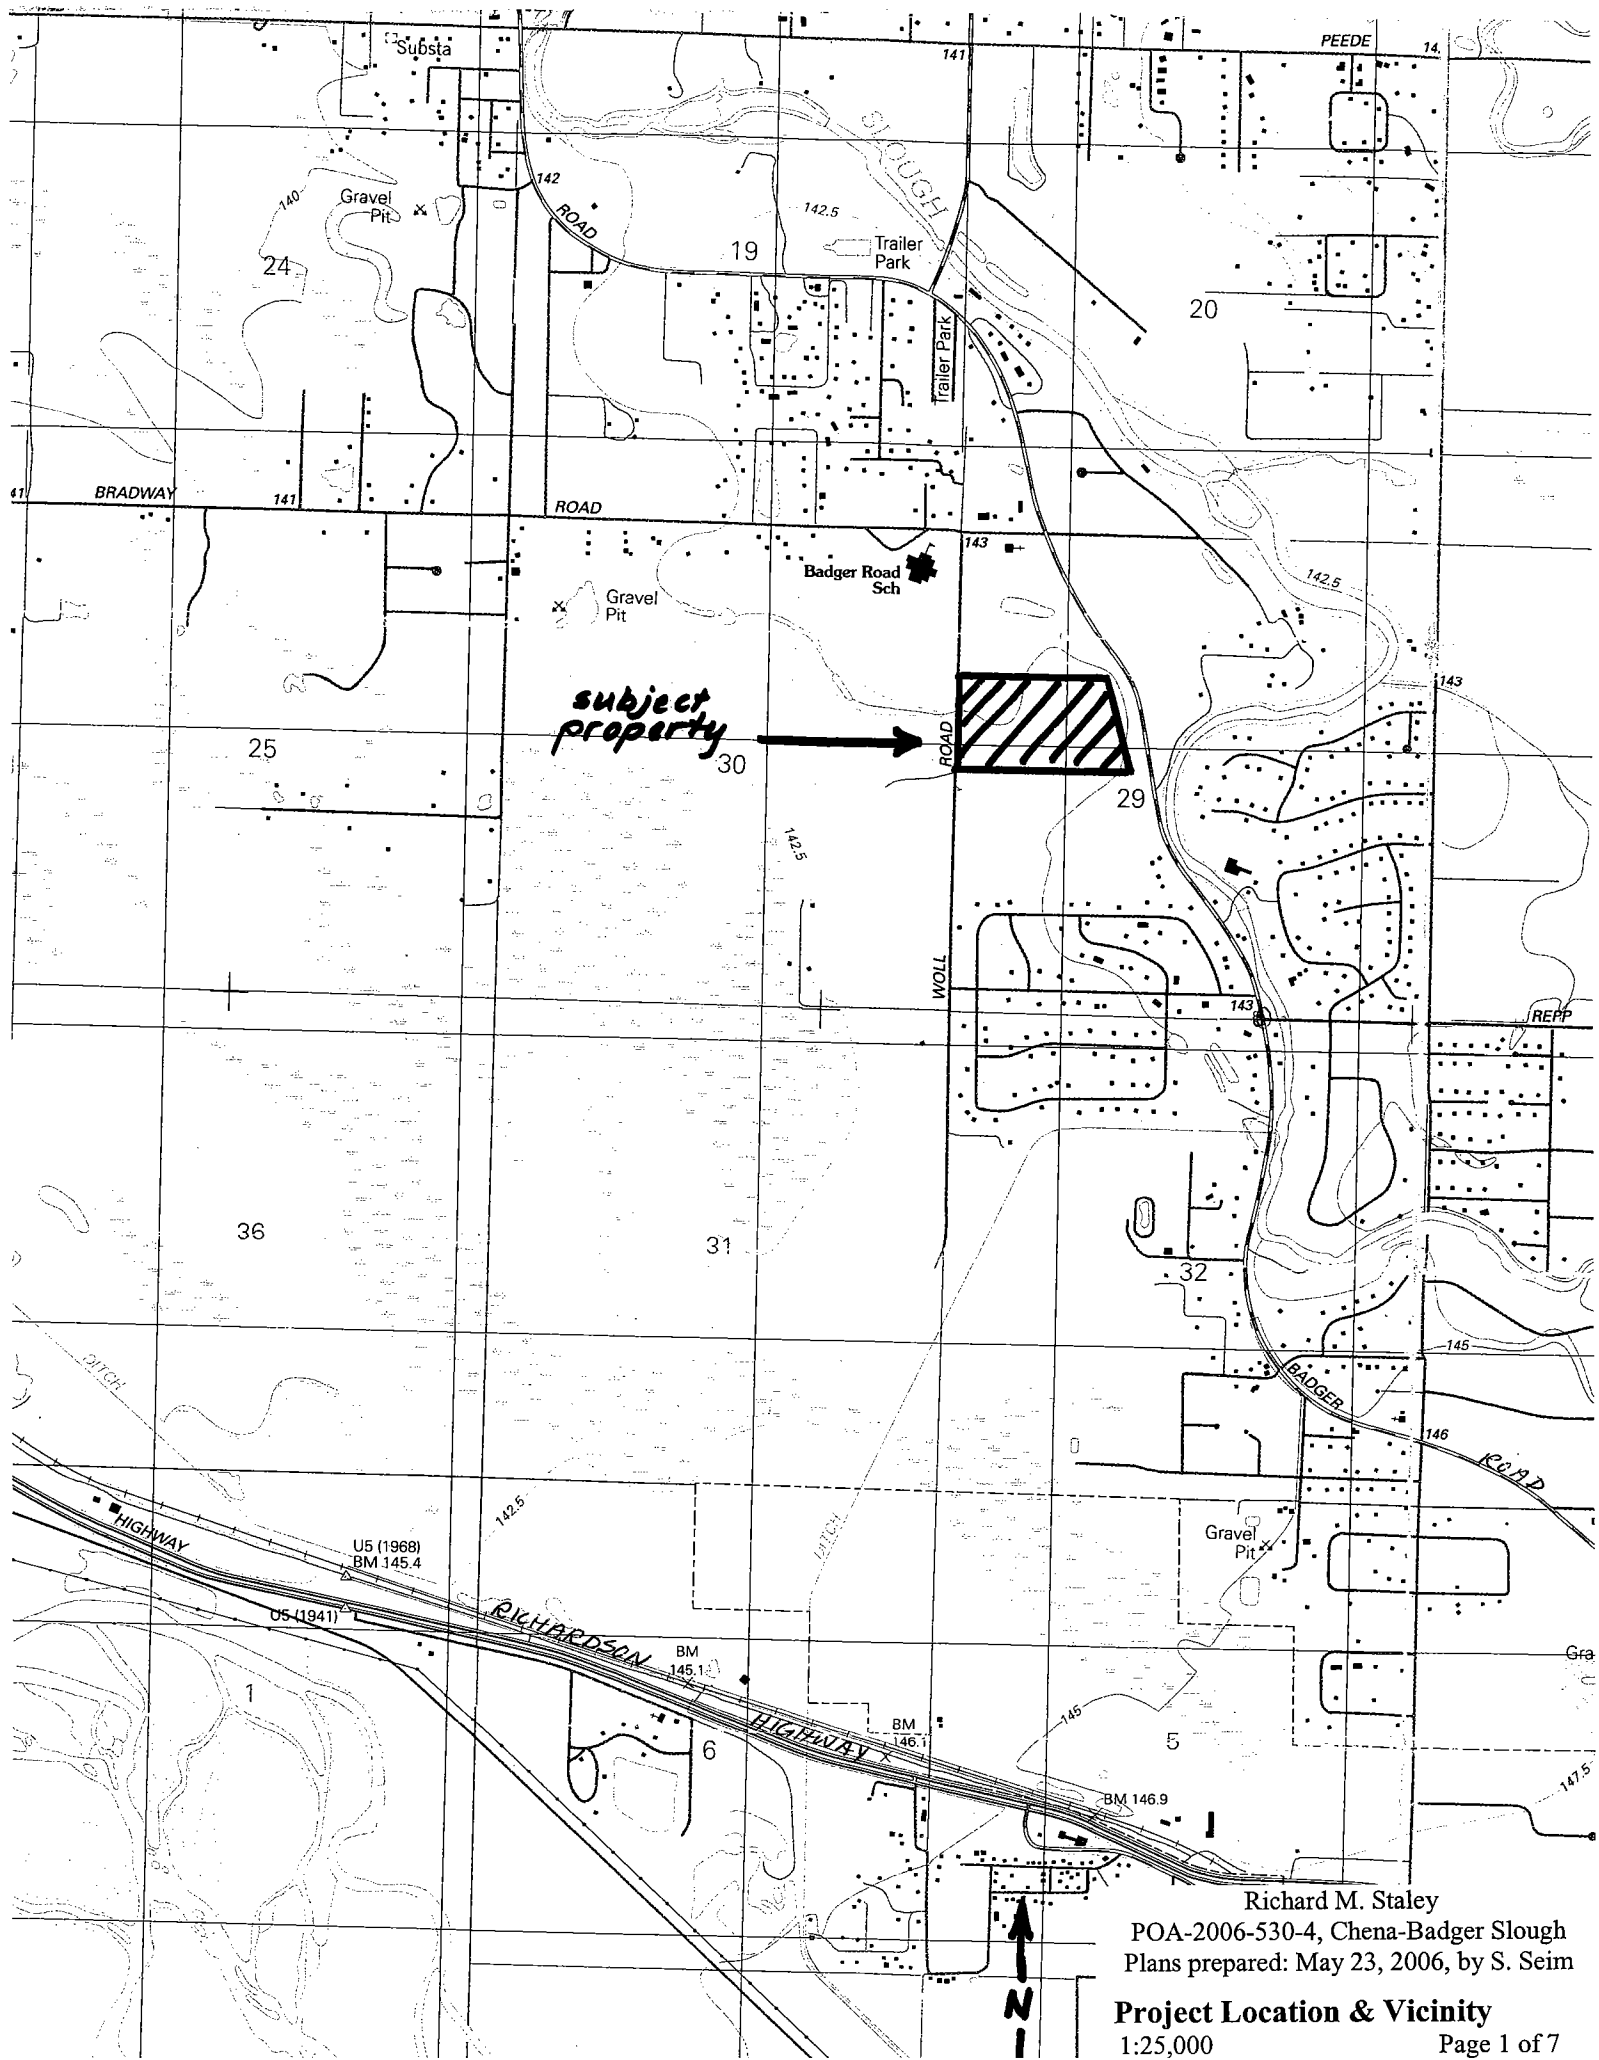 Substa
PEEDE
14.
141
SLOUGH
142
Gravel
Pit
140
ROAD
142.5
19
Trailer
Park
24
20
Trailer Park
41
BRADWAY
141
ROAD
143
Badger Road
Sch
142.5
Gravel
Pit
143
subject
property
ROAD
25
30
29
142.5
WOLL
143
REPP
36
31
32
DITCH
145
BADGER
146
ROAD
142.5
DITCH
HIGHWAY
U5 (1968)
BM 145.4
Gravel
Pit
U5 (1941)
RICHARDSON
BM
145.1
Gra
1
HIGHWAY
BM
146.1
145
6
5
147.5
BM 146.9
Richard M. Staley
POA-2006-530-4, Chena-Badger Slough
Plans prepared: May 23, 2006, by S. Seim
N
Project Location & Vicinity
1:25,000 Page 1 of 7